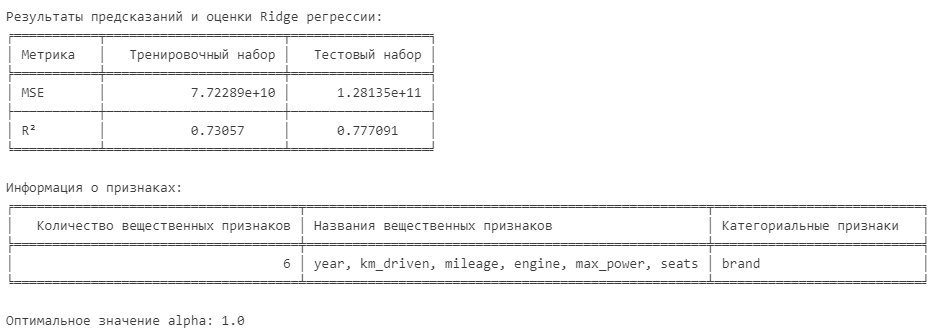 Результаты предсказаний и оценки Ridge регрессии:
Метрика Тренировочный набор Тестовый набор
MSE 7.72289e+10 1.28135e+11
R² 0.73057 0.777091
Информация о признаках:
Количество вещественных признаков Названия вещественных признаков Категориальные признаки
6 year, km_driven, mileage, engine, max_power, seats brand
Оптимальное значение alpha: 1.0